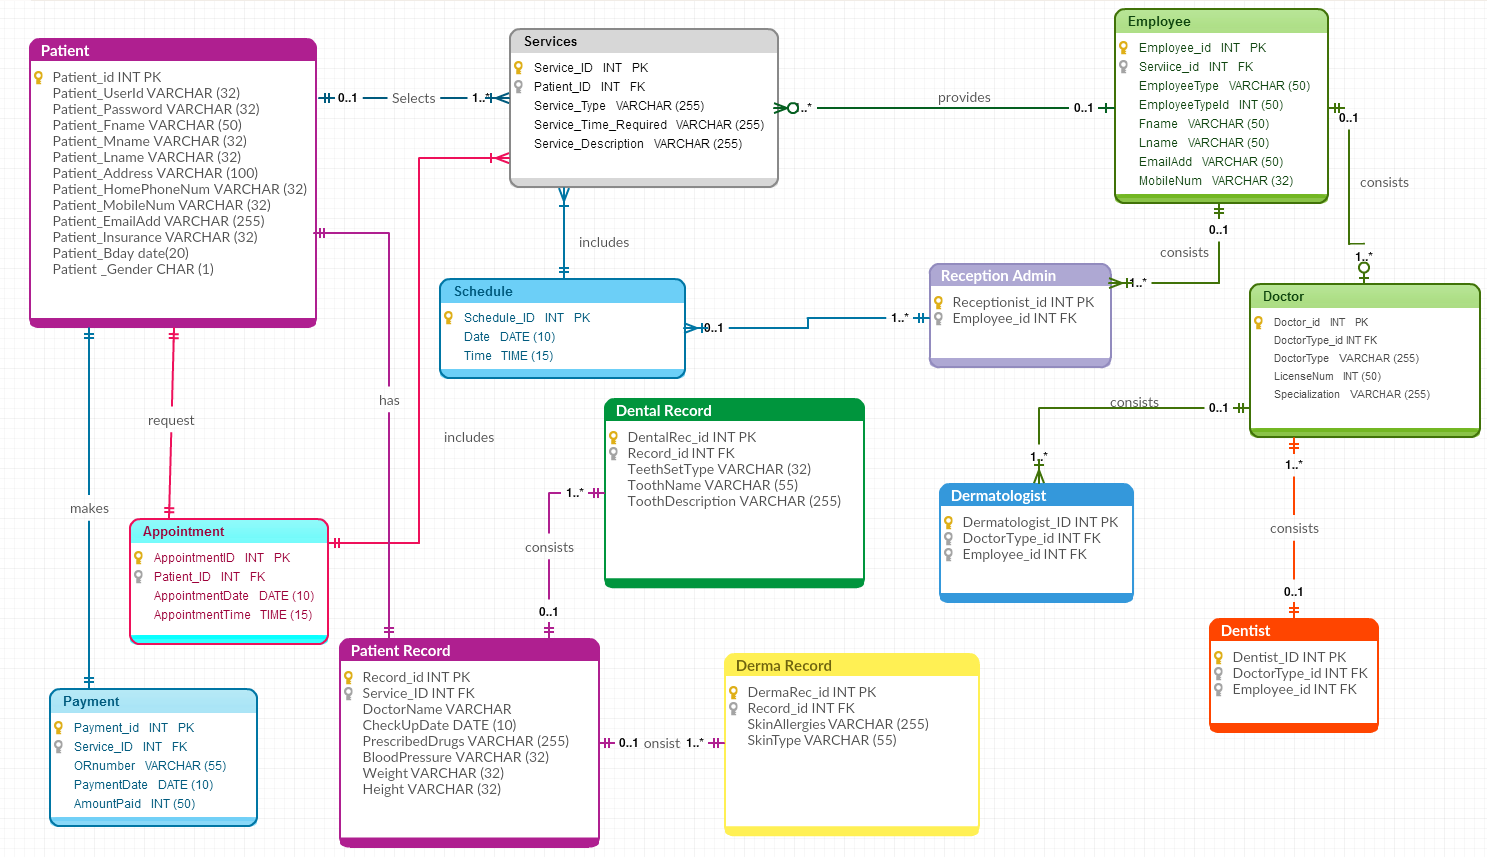 Patient
Patient_id INT PK
Patient_UserId VARCHAR (32)
Patient_Password VARCHAR (32)
Patient_Fname VARCHAR (50)
Patient_Mname VARCHAR (32)
Patient_Lname VARCHAR (32)
Patient_Address VARCHAR (100)
Patient_HomePhoneNum VARCHAR (32)
Patient_MobileNum VARCHAR (32)
Patient_EmailAdd VARCHAR (255)
Patient_Insurance VARCHAR (32)
Patient_Bday date(20)
Patient _Gender CHAR (1)
0..1
Selects
1..*
Services
Service_ID INT PK
Patient_ID INT FK
Service_Type VARCHAR (255)
Service_Time_Required VARCHAR (255)
Service_Description VARCHAR (255)
..*
provides
0..1
Employee
Employee_id INT PK
Serviice_id INT FK
EmployeeType VARCHAR (50)
EmployeeTypeId INT (50)
Fname VARCHAR (50)
Lname VARCHAR (50)
EmailAdd VARCHAR (50)
MobileNum VARCHAR (32)
0..1
consists
1..*
0..1
consists
1..*
includes
Schedule
Schedule_ID INT PK
Date DATE (10)
Time TIME (15)
0..1
1..*
Reception Admin
Receptionist_id INT PK
Employee_id INT FK
Doctor
Doctor_id INT PK
DoctorType_id INT FK
DoctorType VARCHAR (255)
LicenseNum INT (50)
Specialization VARCHAR (255)
0..1
consists
1..*
1..*
consists
0..1
has
request
includes
makes
Dental Record
DentalRec_id INT PK
Record_id INT FK
TeethSetType VARCHAR (32)
ToothName VARCHAR (55)
ToothDescription VARCHAR (255)
1..*
consists
0..1
Dermatologist
Dermatologist_ID INT PK
DoctorType_id INT FK
Employee_id INT FK
Appointment
AppointmentID INT PK
Patient_ID INT FK
AppointmentDate DATE (10)
AppointmentTime TIME (15)
Dentist
Dentist_ID INT PK
DoctorType_id INT FK
Employee_id INT FK
Patient Record
Record_id INT PK
Service_ID INT FK
DoctorName VARCHAR
CheckUpDate DATE (10)
PrescribedDrugs VARCHAR (255)
BloodPressure VARCHAR (32)
Weight VARCHAR (32)
Height VARCHAR (32)
0..1
onsist
1..*
Derma Record
DermaRec_id INT PK
Record_id INT FK
SkinAllergies VARCHAR (255)
SkinType VARCHAR (55)
Payment
Payment_id INT PK
Service_ID INT FK
ORnumber VARCHAR (55)
PaymentDate DATE (10)
AmountPaid INT (50)